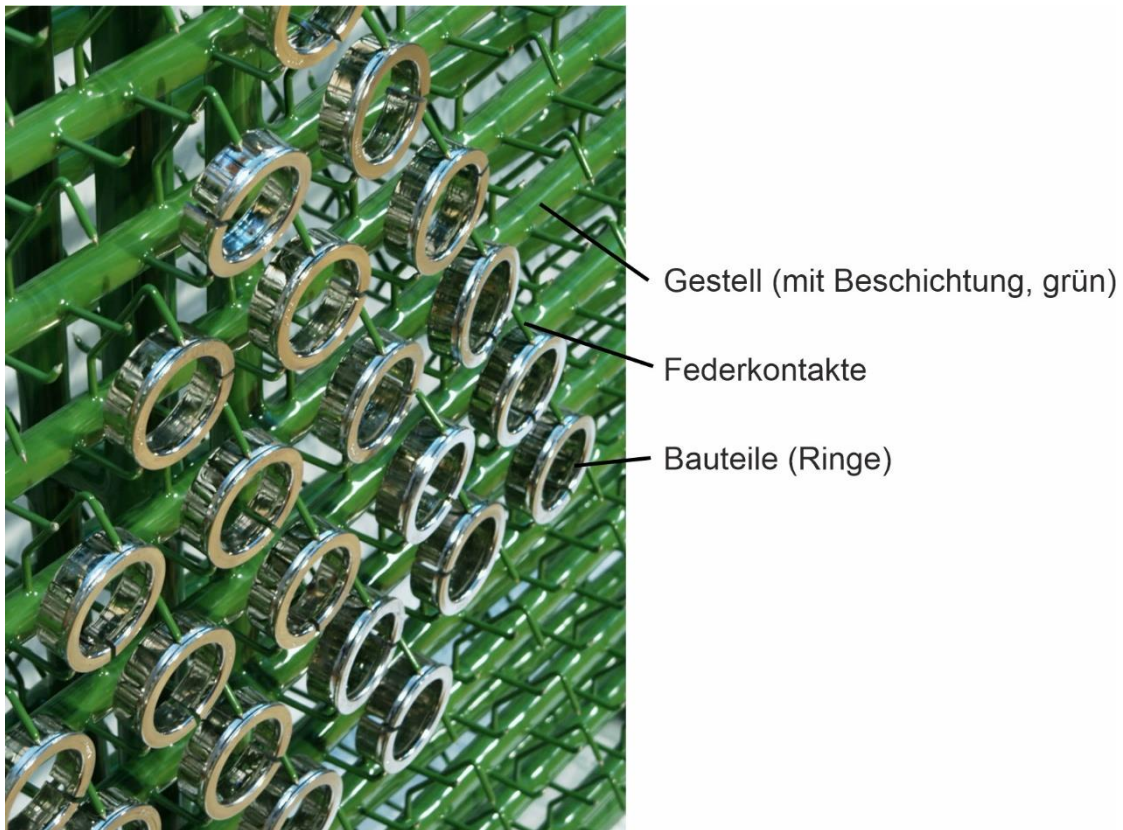 Gestell (mit Beschichtung, grün)
Federkontakte
Bauteile (Ringe)